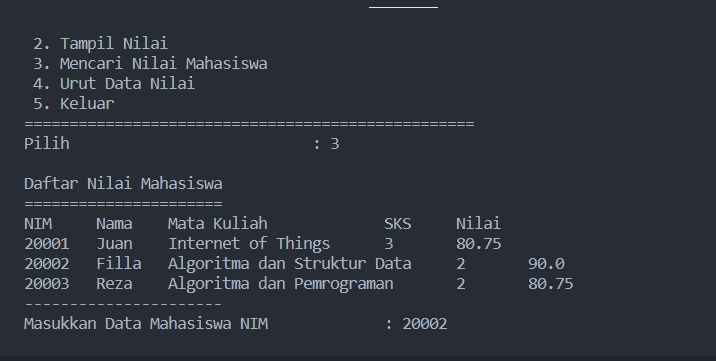 2. Tampil Nilai
3. Mencari Nilai Mahasiswa
4. Urut Data Nilai
5. Keluar
==================================================
Pilih : 3
Daftar Nilai Mahasiswa
======================
NIM Nama Mata Kuliah SKS Nilai
20001 Juan Internet of Things 3 80.75
20002 Filla Algoritma dan Struktur Data 2 90.0
20003 Reza Algoritma dan Pemrograman 2 80.75
----------------------
Masukkan Data Mahasiswa NIM : 20002